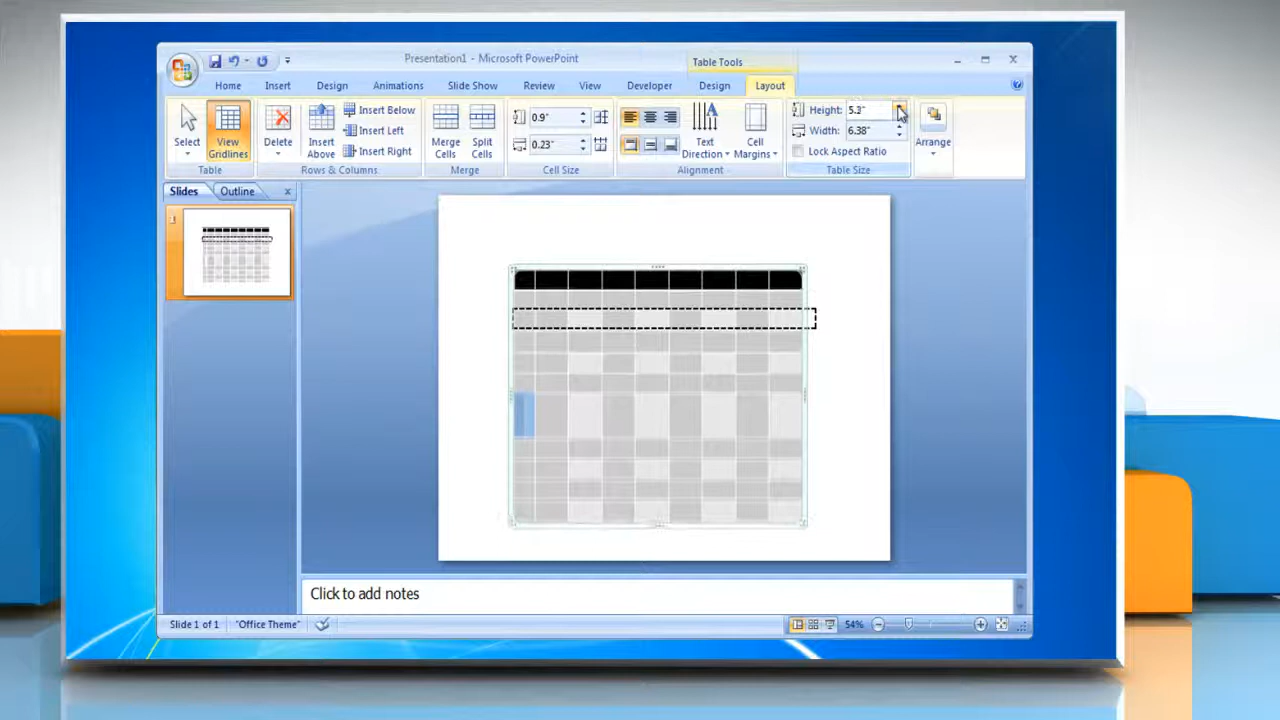 Presentation1 - Microsoft PowerPoint
Table Tools
Home Insert Design Animations Slide Show Review View Developer Design Layout
Select
View
Gridlines
Table
Delete
Insert
Above
Insert Below
Insert Left
Insert Right
Rows & Columns
Merge
Cells
Split
Cells
Merge
0.9"
0.23"
Cell Size
Text
Direction
Cell
Margins
Alignment
Height: 5.3"
Width: 6.38"
Lock Aspect Ratio
Table Size
Arrange
Slides Outline
1
Click to add notes
Slide 1 of 1 "Office Theme" 54%